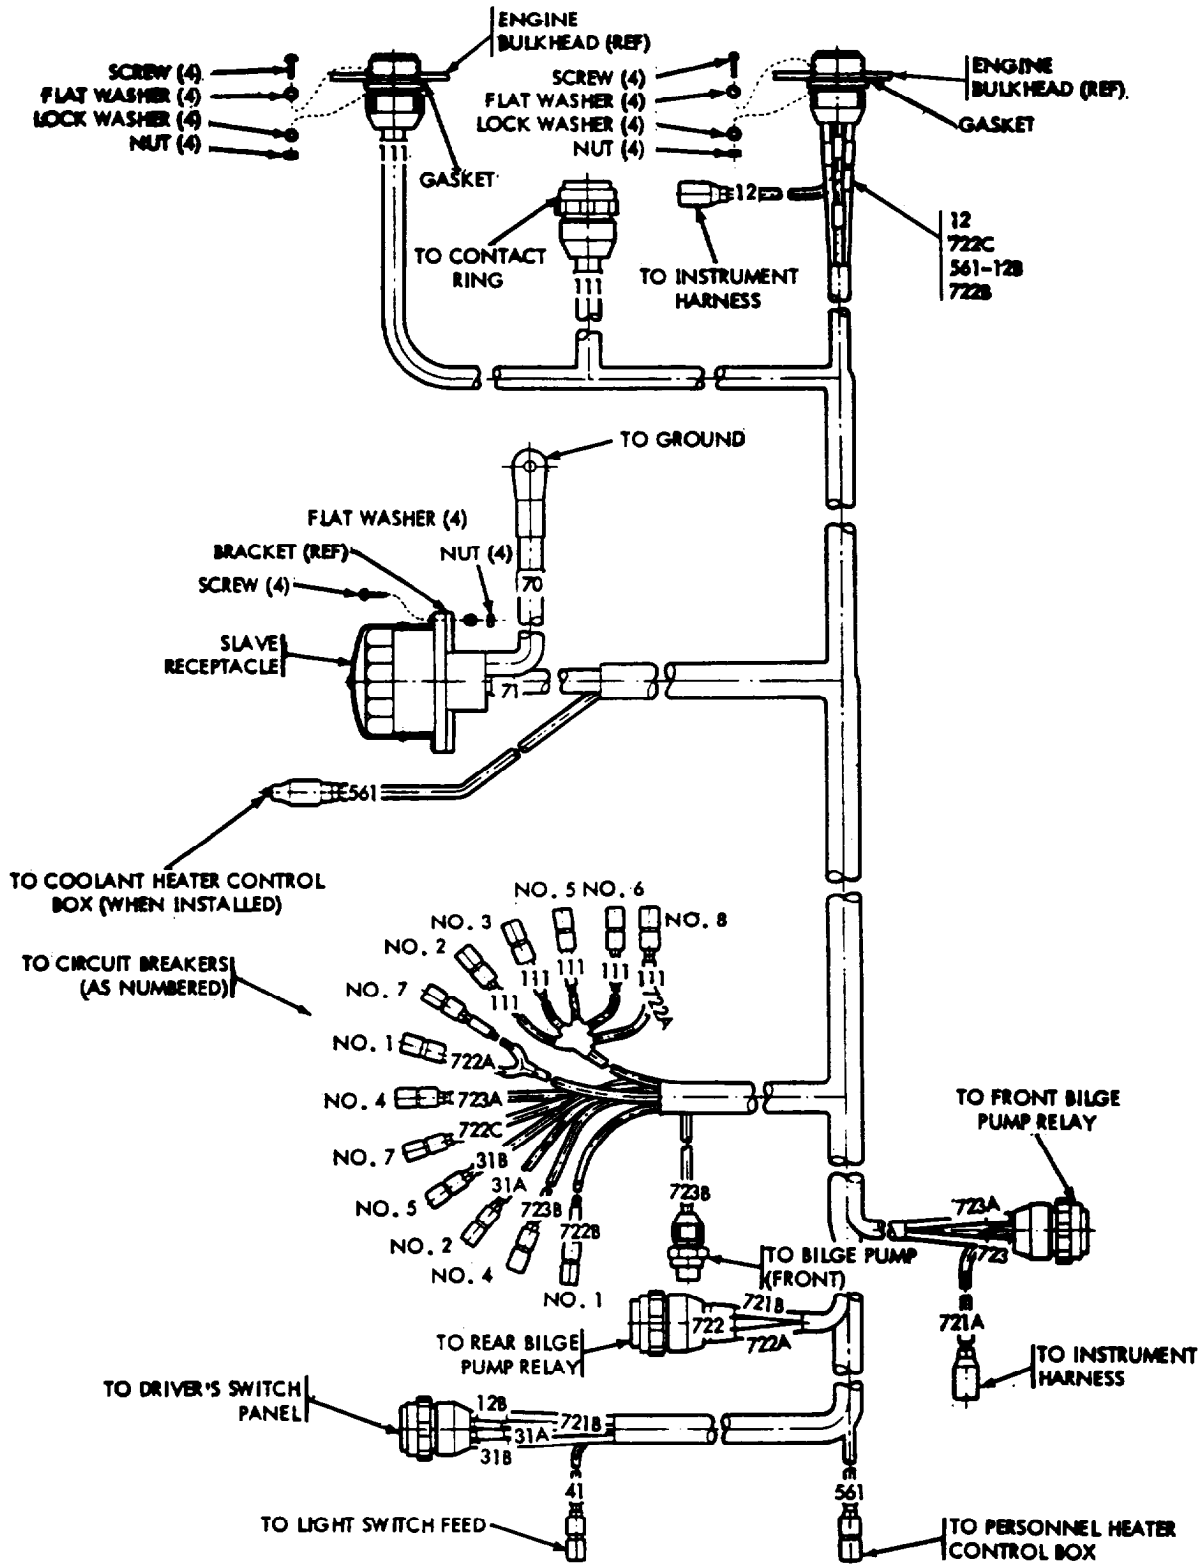 ENGINE
BULKHEAD (REF)
SCREW (4)
FLAT WASHER (4)
LOCK WASHER (4)
NUT (4)
111
GASKET
SCREW (4)
FLAT WASHER (4)
LOCK WASHER (4)
NUT (4)
ENGINE
BULKHEAD (REF)
GASKET
12
TO CONTACT
RING
111
TO INSTRUMENT
HARNESS
12
722C
561-12B
722B
TO GROUND
FLAT WASHER (4)
BRACKET (REF)
NUT (4)
SCREW (4)
70
SLAVE
RECEPTACLE
71
561
TO COOLANT HEATER CONTROL
BOX (WHEN INSTALLED)
TO CIRCUIT BREAKERS
(AS NUMBERED)
NO. 5
NO. 6
NO. 3
NO. 8
NO. 2
111
111
111
111
111
722A
NO. 7
NO. 1
722A
NO. 4
723A
722C
NO. 7
31B
NO. 5
31A
NO. 2
723B
NO. 4
722B
NO. 1
723B
TO BILGE PUMP
(FRONT)
TO FRONT BILGE
PUMP RELAY
723A
723
721A
TO INSTRUMENT
HARNESS
721B
722
722A
TO REAR BILGE
PUMP RELAY
TO DRIVER'S SWITCH
PANEL
12B
721B
31A
31B
41
TO LIGHT SWITCH FEED
561
TO PERSONNEL HEATER
CONTROL BOX